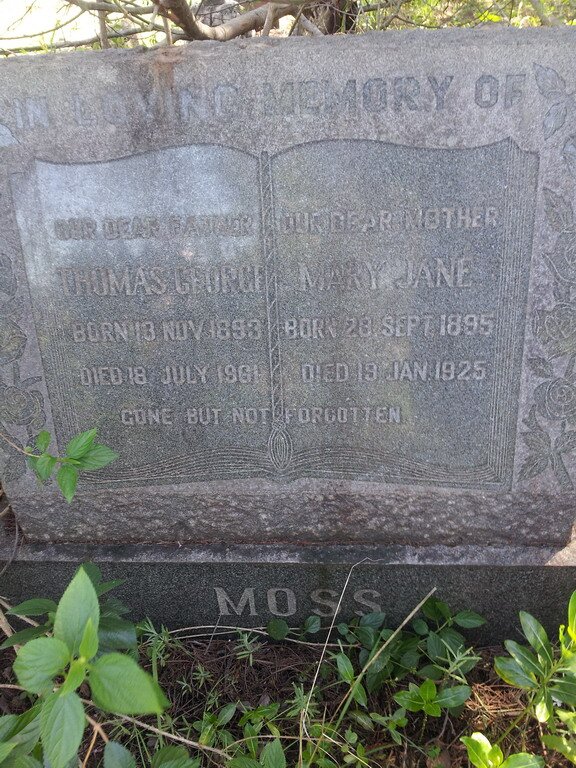 IN LOVING MEMORY OF
OUR DEAR FATHER
THOMAS GEORGE
BORN 13 NOV. 1893
DIED 18 JULY 1961
OUR DEAR MOTHER
MARY JANE
BORN 28 SEPT. 1895
DIED 19 JAN. 1925
GONE BUT NOT FORGOTTEN
MOSS